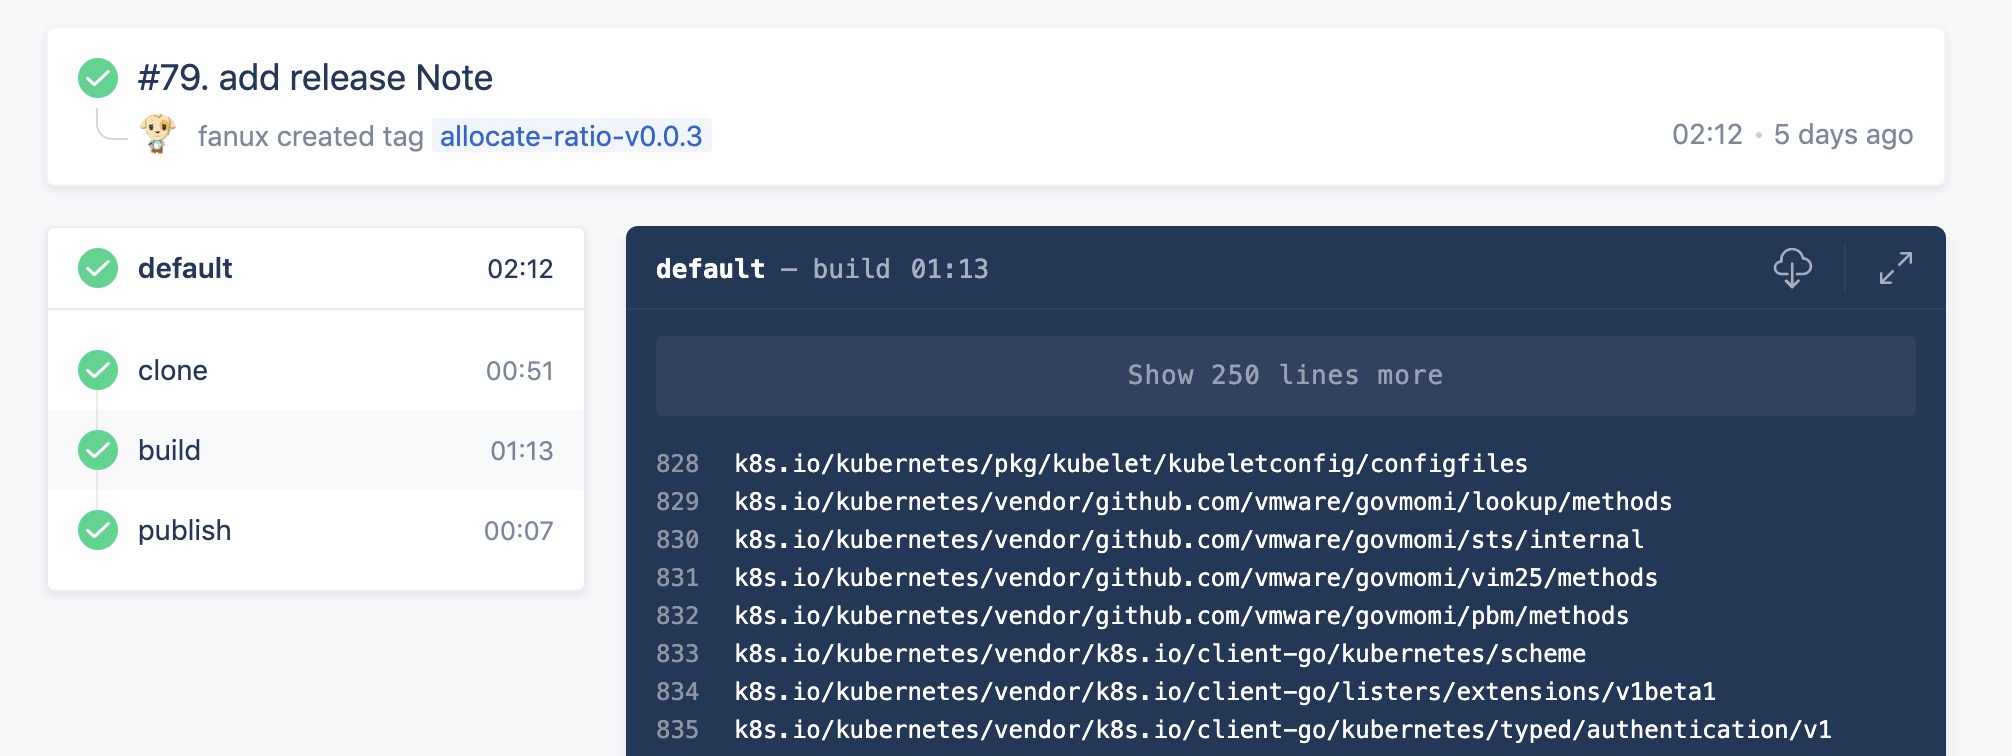 #79. add release Note
fanux created tag allocate-ratio-v0.0.3
02:12 • 5 days ago
default 02:12
clone 00:51
build 01:13
publish 00:07
default — build 01:13
Show 250 lines more
828 k8s.io/kubernetes/pkg/kubelet/kubeletconfig/configfiles
829 k8s.io/kubernetes/vendor/github.com/vmware/govmomi/lookup/methods
830 k8s.io/kubernetes/vendor/github.com/vmware/govmomi/sts/internal
831 k8s.io/kubernetes/vendor/github.com/vmware/govmomi/vim25/methods
832 k8s.io/kubernetes/vendor/github.com/vmware/govmomi/pbm/methods
833 k8s.io/kubernetes/vendor/k8s.io/client-go/kubernetes/scheme
834 k8s.io/kubernetes/vendor/k8s.io/client-go/listers/extensions/v1beta1
835 k8s.io/kubernetes/vendor/k8s.io/client-go/kubernetes/typed/authentication/v1